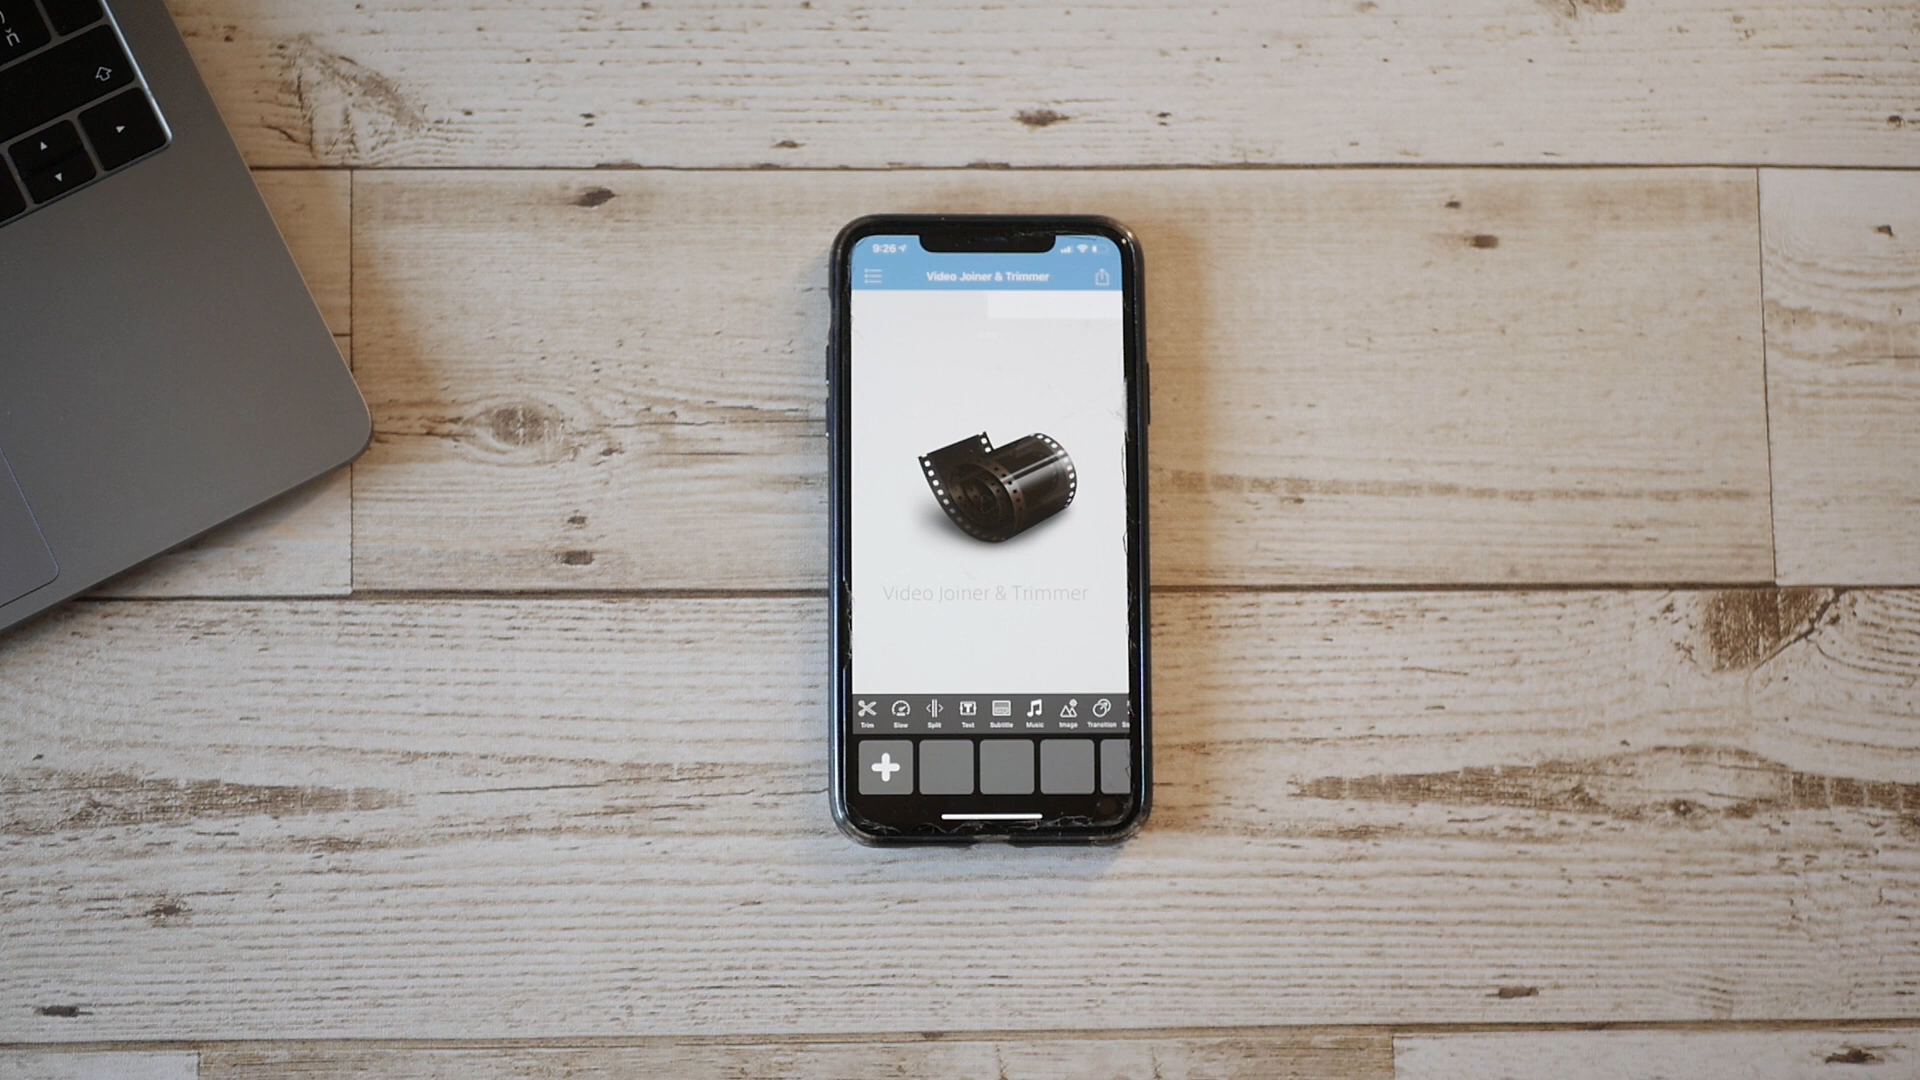 9:26
Video Joiner & Trimmer
Video Joiner & Trimmer
Trim Slow Split Text Subtitle Music Image Transition